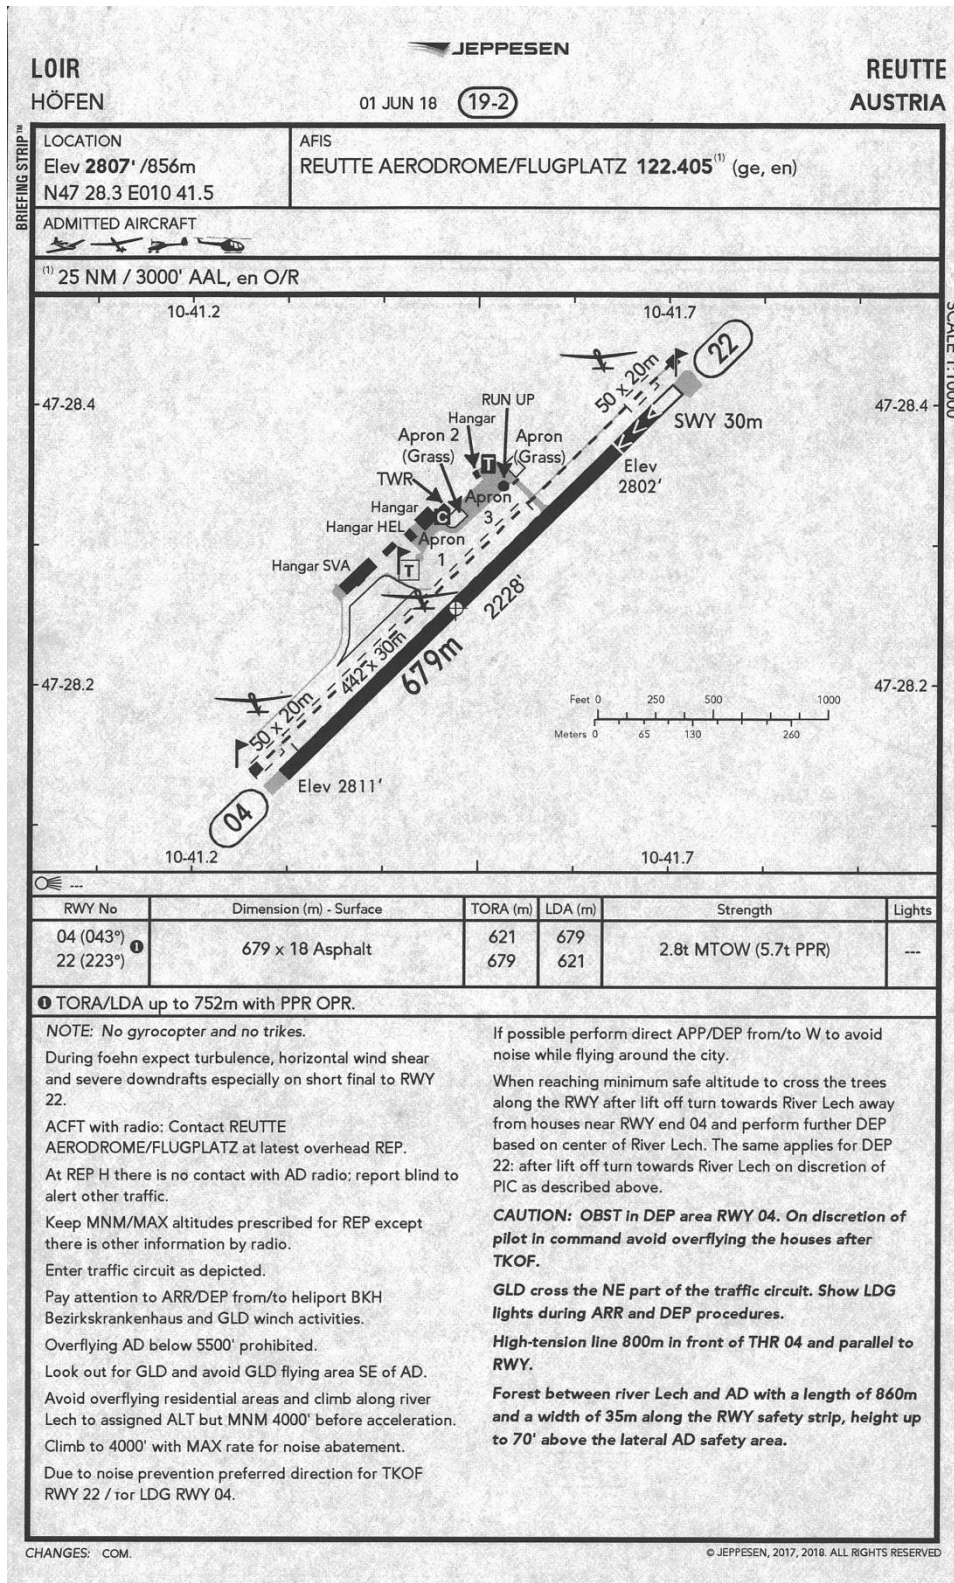 JEPPESEN
LOIR
REUTTE
HÖFEN
01 JUN 18
19-2
AUSTRIA
BRIEFING STRIP™
LOCATION
Elev 2807' /856m
N47 28.3 E010 41.5
AFIS
REUTTE AERODROME/FLUGPLATZ 122.405(1) (ge, en)
ADMITTED AIRCRAFT
(1) 25 NM / 3000' AAL, en O/R
SCALE 1:10000
10-41.2
10-41.7
22
47-28.4
47-28.4
50 x 20m
SWY 30m
RUN UP
Hangar
Apron 2
(Grass)
Apron
(Grass)
T
Elev
2802'
TWR
Apron
3
Hangar
C
Hangar HEL
Apron
1
Hangar SVA
T
2228'
679m
442 x 30m
47-28.2
47-28.2
50 x 20m
Feet 0 250 500 1000
Meters 0 65 130 260
Elev 2811'
04
10-41.2
10-41.7
---
RWY No
Dimension (m) - Surface
TORA (m)
LDA (m)
Strength
Lights
04 (043°) ❶
22 (223°)
679 x 18 Asphalt
621
679
679
621
2.8t MTOW (5.7t PPR)
---
❶ TORA/LDA up to 752m with PPR OPR.
NOTE: No gyrocopter and no trikes.
During foehn expect turbulence, horizontal wind shear
and severe downdrafts especially on short final to RWY
22.
ACFT with radio: Contact REUTTE
AERODROME/FLUGPLATZ at latest overhead REP.
At REP H there is no contact with AD radio; report blind to
alert other traffic.
Keep MNM/MAX altitudes prescribed for REP except
there is other information by radio.
Enter traffic circuit as depicted.
Pay attention to ARR/DEP from/to heliport BKH
Bezirkskrankenhaus and GLD winch activities.
Overflying AD below 5500' prohibited.
Look out for GLD and avoid GLD flying area SE of AD.
Avoid overflying residential areas and climb along river
Lech to assigned ALT but MNM 4000' before acceleration.
Climb to 4000' with MAX rate for noise abatement.
Due to noise prevention preferred direction for TKOF
RWY 22 / for LDG RWY 04.
If possible perform direct APP/DEP from/to W to avoid
noise while flying around the city.
When reaching minimum safe altitude to cross the trees
along the RWY after lift off turn towards River Lech away
from houses near RWY end 04 and perform further DEP
based on center of River Lech. The same applies for DEP
22: after lift off turn towards River Lech on discretion of
PIC as described above.
CAUTION: OBST in DEP area RWY 04. On discretion of
pilot in command avoid overflying the houses after
TKOF.
GLD cross the NE part of the traffic circuit. Show LDG
lights during ARR and DEP procedures.
High-tension line 800m in front of THR 04 and parallel to
RWY.
Forest between river Lech and AD with a length of 860m
and a width of 35m along the RWY safety strip, height up
to 70' above the lateral AD safety area.
CHANGES: COM.
© JEPPESEN, 2017, 2018. ALL RIGHTS RESERVED